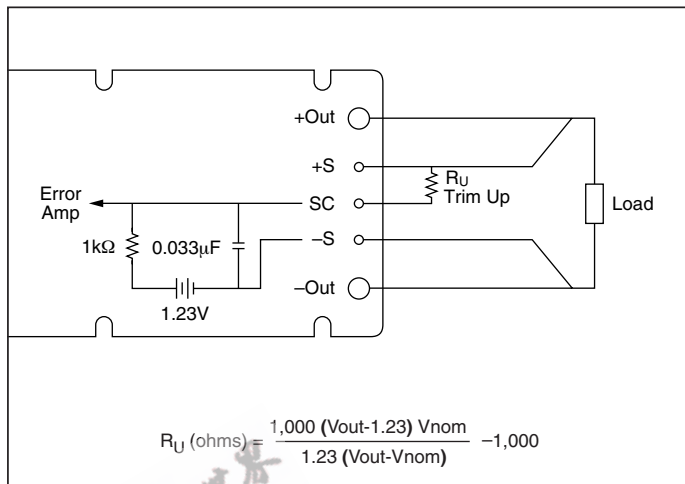 +Out
+S
RU
Trim Up
Error
Amp
SC
Load
1kΩ
0.033μF
–S
1.23V
–Out
RU (ohms) = 1,000 (Vout-1.23) Vnom
1.23 (Vout-Vnom)
–1,000